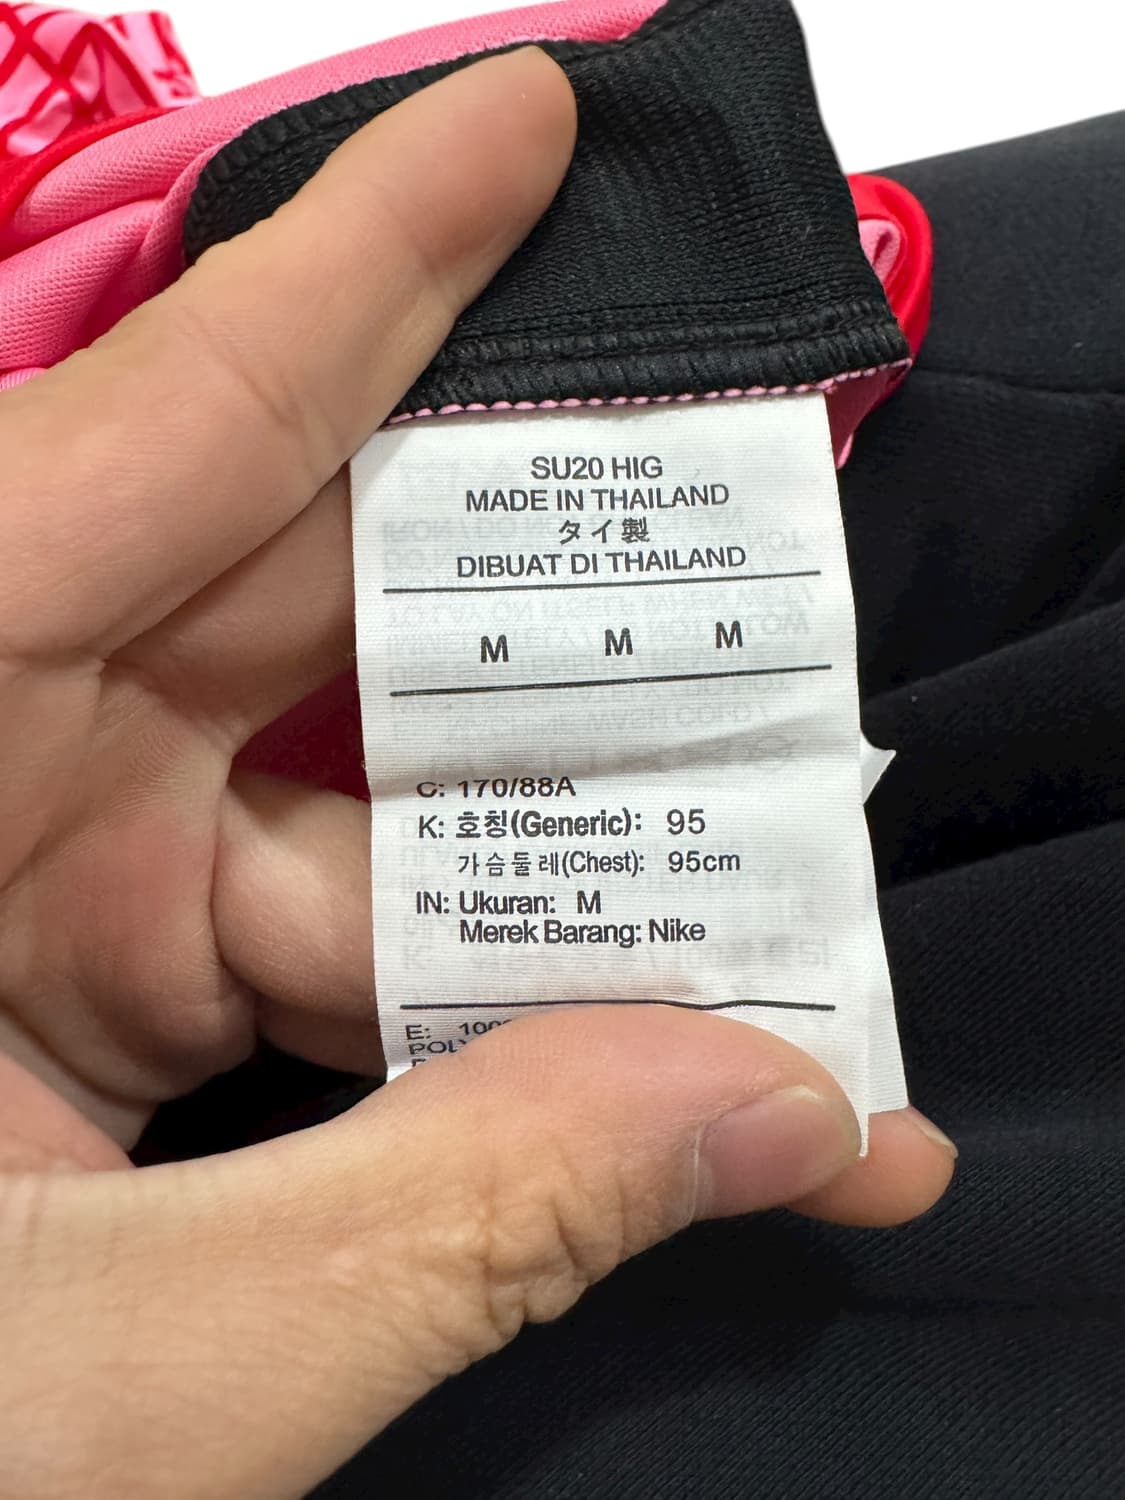 SU20 HIG
MADE IN THAILAND
タイ製
DIBUAT DI THAILAND
M M M
C: 170/88A
K: 호칭(Generic): 95
가슴둘레(Chest): 95cm
IN: Ukuran: M
Merek Barang: Nike
E: